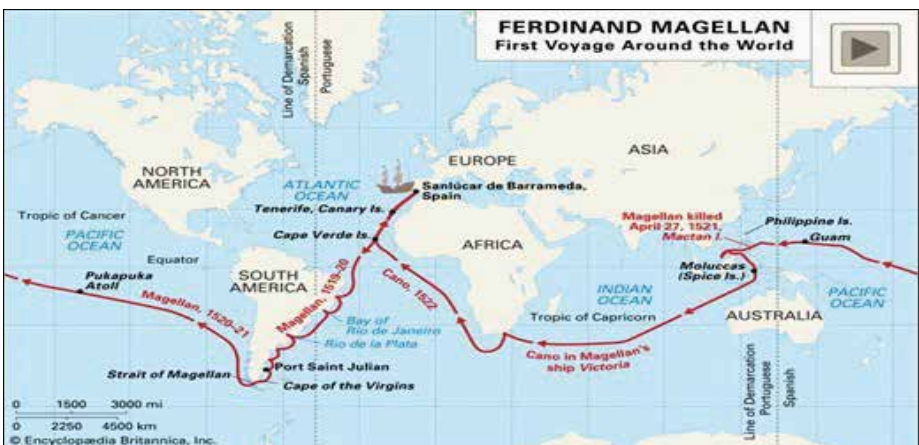 FERDINAND MAGELLAN
First Voyage Around the World
Line of Demarcation
Spanish
Portuguese
NORTH
AMERICA
ATLANTIC
OCEAN
EUROPE
ASIA
Sanlúcar de Barrameda,
Spain
Tenerife, Canary Is.
Tropic of Cancer
PACIFIC
OCEAN
Cape Verde Is.
AFRICA
Magellan killed
April 27, 1521,
Mactan I.
Philippine Is.
Guam
Equator
Pukapuka
Atoll
SOUTH
AMERICA
Magellan, 1519–20
Cano, 1522
Moluccas
(Spice Is.)
INDIAN
OCEAN
PACIFIC
OCEAN
Magellan, 1520–21
Bay of
Rio de Janeiro
Rio de la Plata
Tropic of Capricorn
AUSTRALIA
Port Saint Julian
Strait of Magellan
Cape of the Virgins
Cano in Magellan's
ship Victoria
Line of Demarcation
Portuguese
Spanish
0 1500 3000 mi
0 2250 4500 km
© Encyclopædia Britannica, Inc.